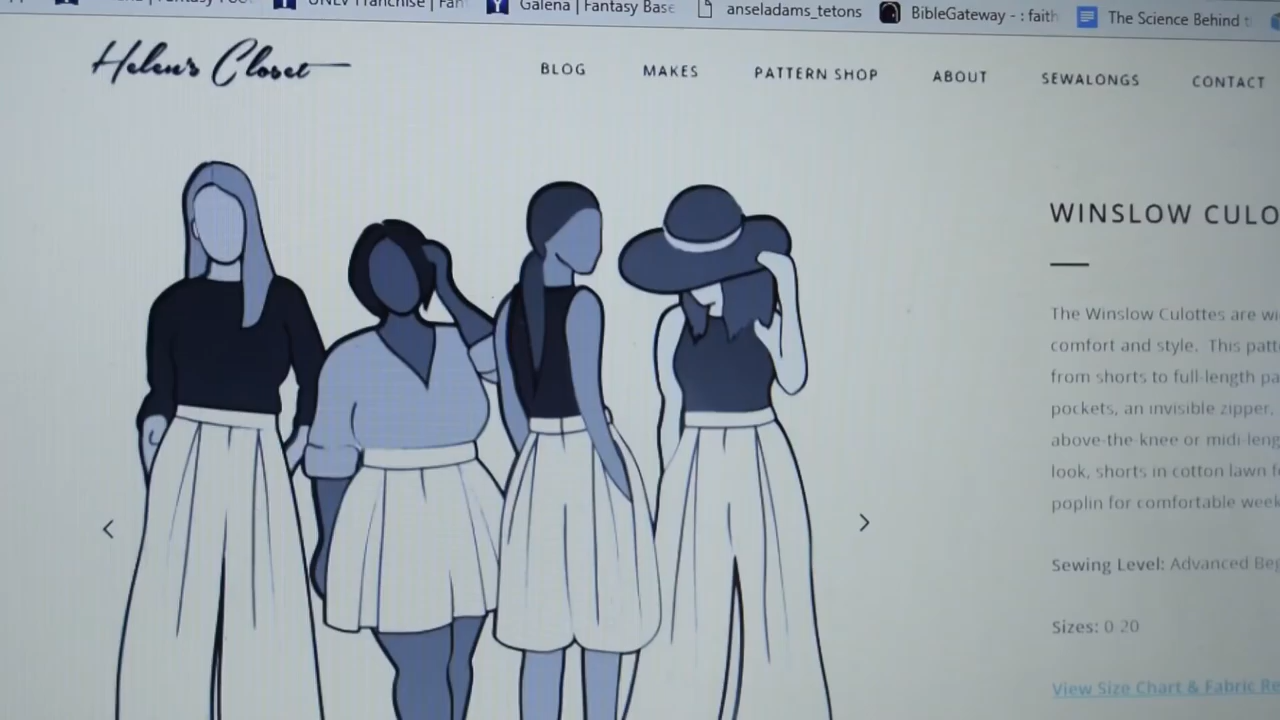 UNLV Franchise | Fan
Galena | Fantasy Base
anseladams_tetons
BibleGateway - : faith
The Science Behind
Helen's Closet
BLOG
MAKES
PATTERN SHOP
ABOUT
SEWALONGS
CONTACT
WINSLOW CULO
The Winslow Culottes are wi
comfort and style. This patt
from shorts to full-length pa
pockets, an invisible zipper,
above-the-knee or midi-leng
look, shorts in cotton lawn f
poplin for comfortable week
Sewing Level: Advanced Beg
Sizes: 0-20
View Size Chart & Fabric Re